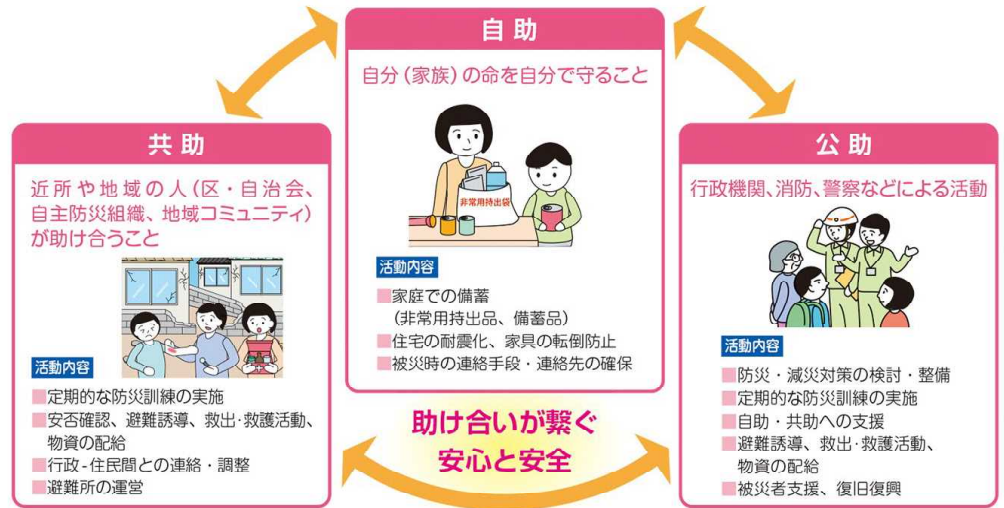 自助
自分(家族)の命を自分で守ること
非常用持出袋
活動内容
■家庭での備蓄
(非常用持出品、備蓄品)
■住宅の耐震化、家具の転倒防止
■被災時の連絡手段・連絡先の確保
共助
近所や地域の人(区・自治会、
自主防災組織、地域コミュニティ)
が助け合うこと
活動内容
■定期的な防災訓練の実施
■安否確認、避難誘導、救出・救護活動、
物資の配給
■行政-住民間との連絡・調整
■避難所の運営
公助
行政機関、消防、警察などによる活動
活動内容
■防災・減災対策の検討・整備
■定期的な防災訓練の実施
■自助・共助への支援
■避難誘導、救出・救護活動、
物資の配給
■被災者支援、復旧復興
助け合いが繋ぐ
安心と安全